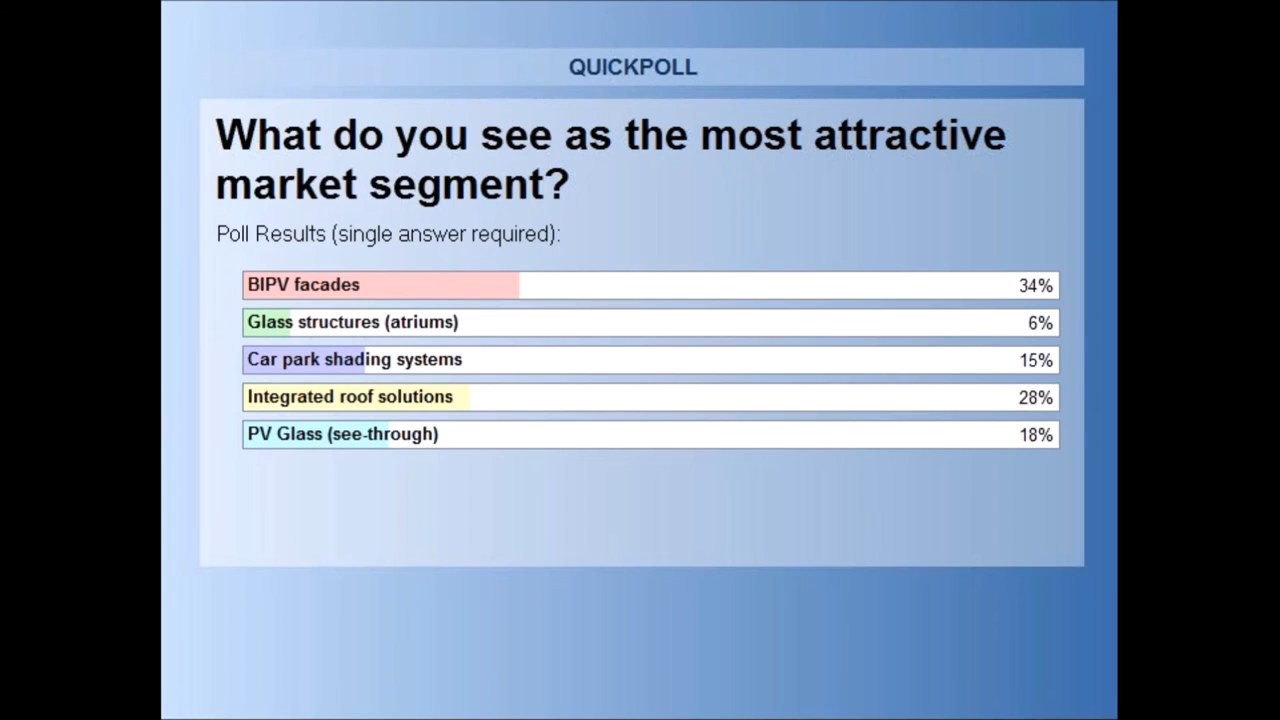 QUICKPOLL
What do you see as the most attractive
market segment?
Poll Results (single answer required):
BIPV facades 34%
Glass structures (atriums) 6%
Car park shading systems 15%
Integrated roof solutions 28%
PV Glass (see-through) 18%